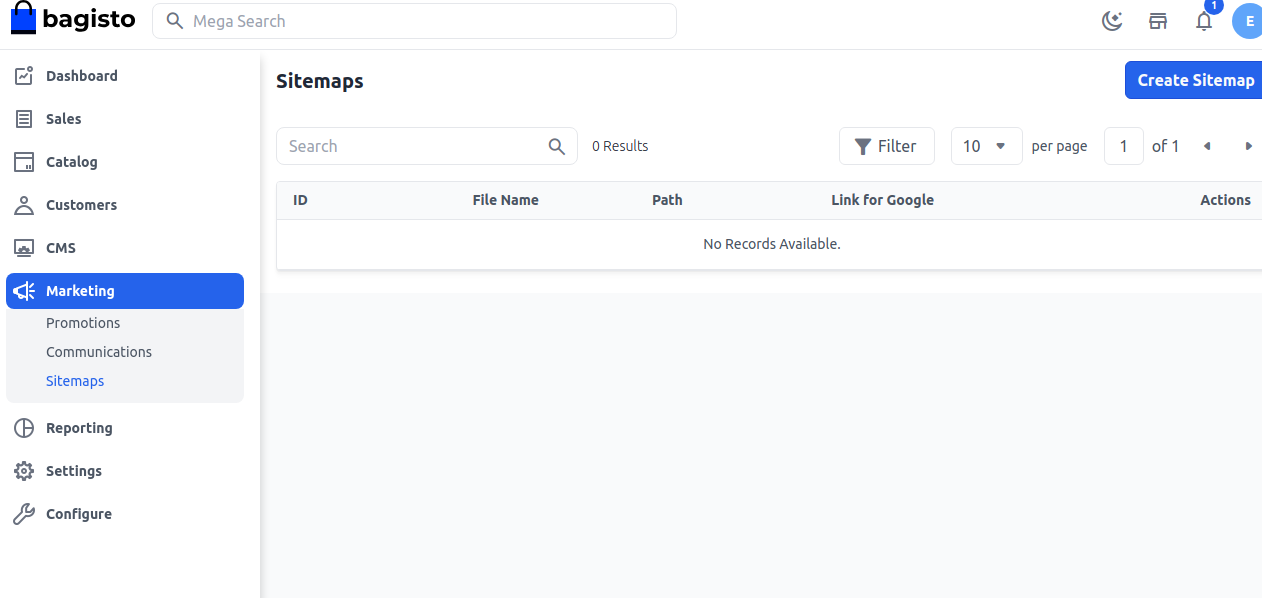 bagisto
Mega Search
1
E
Dashboard
Sales
Catalog
Customers
CMS
Marketing
Promotions
Communications
Sitemaps
Reporting
Settings
Configure
Sitemaps
Create Sitemap
Search
0 Results
Filter
10
per page
1
of 1
ID File Name Path Link for Google Actions
No Records Available.